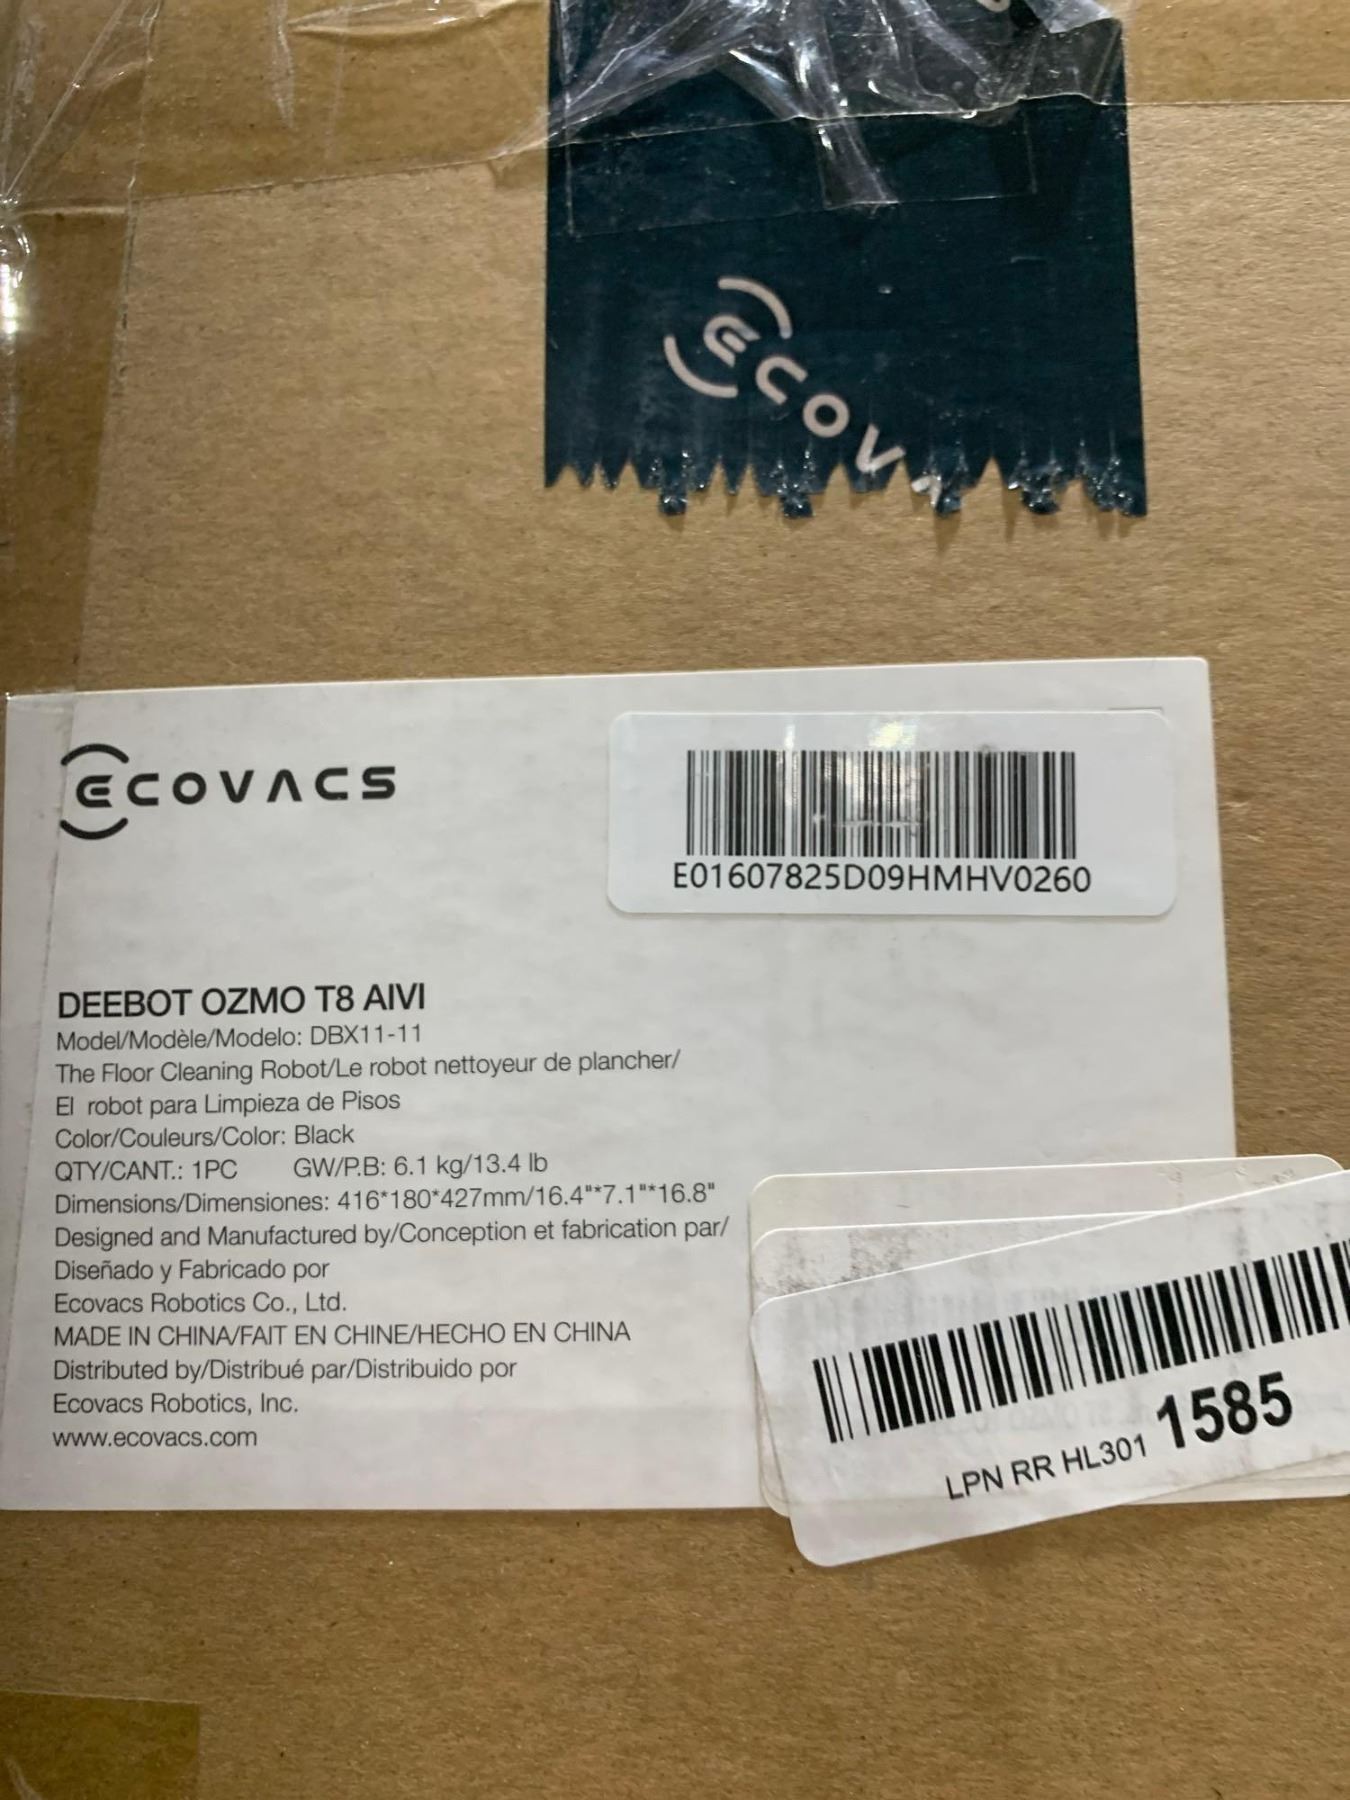 ECOV
ECOVACS
E01607825D09HMHV0260
DEEBOT OZMO T8 AIVI
Model/Modèle/Modelo: DBX11-11
The Floor Cleaning Robot/Le robot nettoyeur de plancher/
El robot para Limpieza de Pisos
Color/Couleurs/Color: Black
QTY/CANT.: 1PC GW/P.B: 6.1 kg/13.4 lb
Dimensions/Dimensiones: 416*180*427mm/16.4"*7.1"*16.8"
Designed and Manufactured by/Conception et fabrication par/
Diseñado y Fabricado por
Ecovacs Robotics Co., Ltd.
MADE IN CHINA/FAIT EN CHINE/HECHO EN CHINA
Distributed by/Distribué par/Distribuido por
Ecovacs Robotics, Inc.
www.ecovacs.com
LPN RR HL301 1585